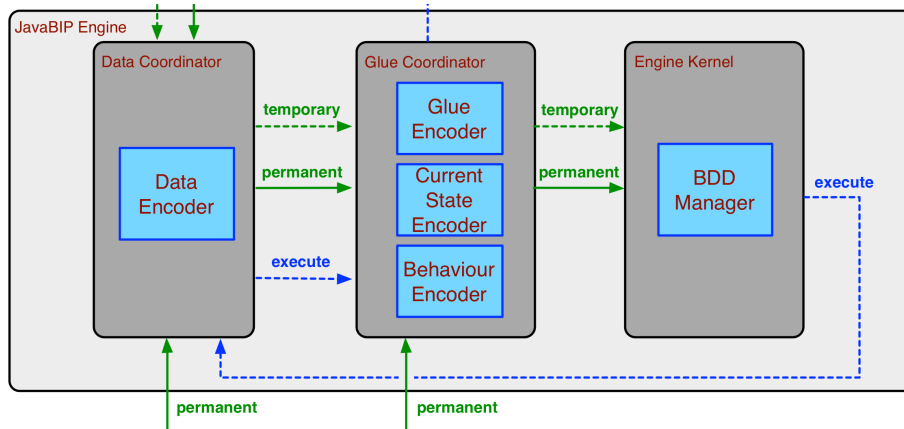 JavaBIP Engine
Data Coordinator
Glue Coordinator
Engine Kernel
temporary
Glue
Encoder
temporary
permanent
Data
Encoder
Current
State
Encoder
permanent
BDD
Manager
execute
execute
Behaviour
Encoder
permanent
permanent